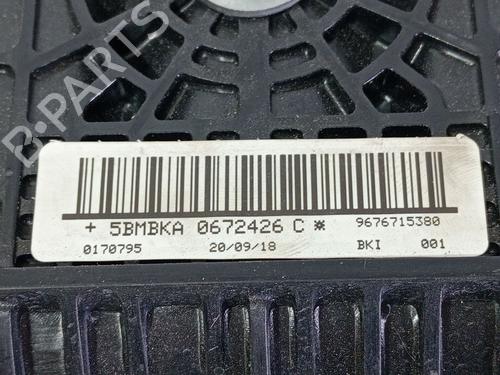 B-PARTS
+ 5BMBKA 0672426 C * 9676715380
0170795 20/09/18 BKI 001